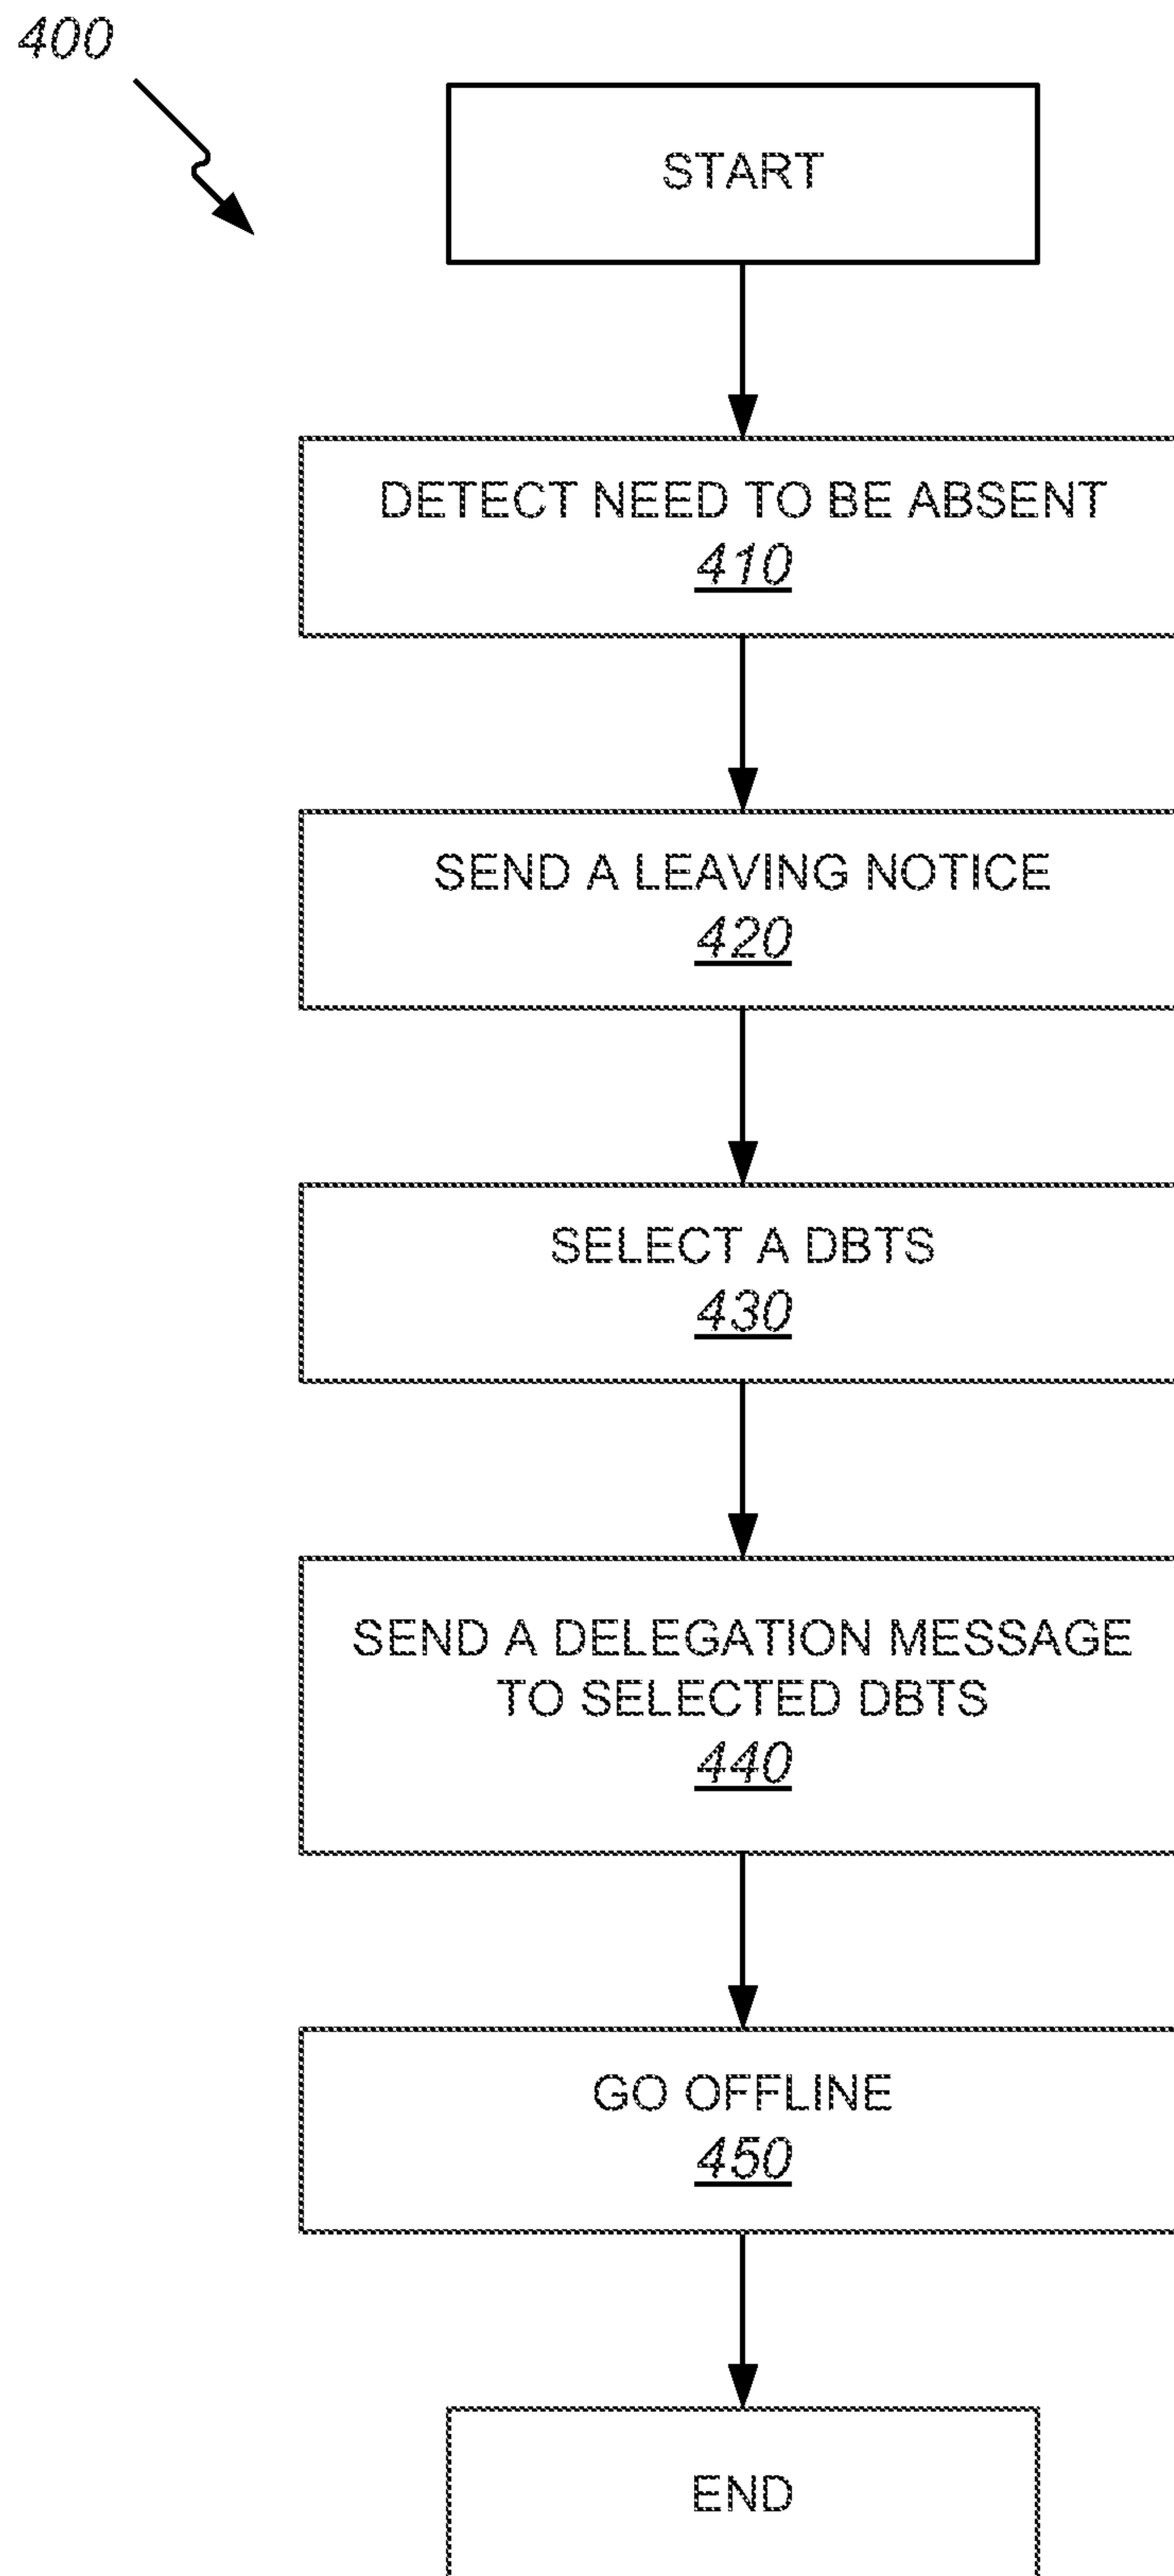 400
START
DETECT NEED TO BE ABSENT
410
SEND A LEAVING NOTICE
420
SELECT A DBTS
430
SEND A DELEGATION MESSAGE
TO SELECTED DBTS
440
GO OFFLINE
450
END